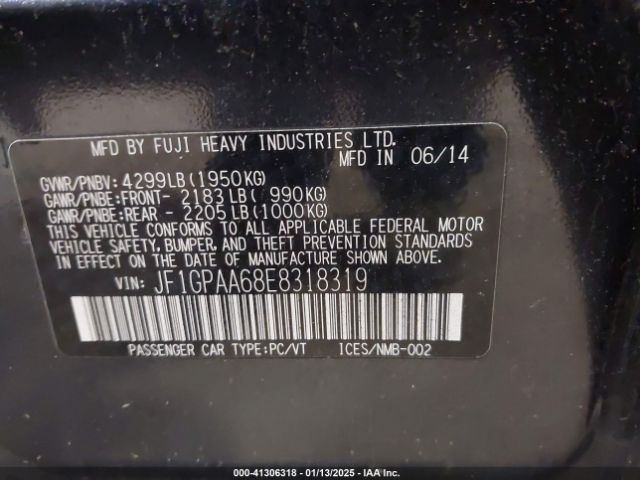 MFD BY FUJI HEAVY INDUSTRIES LTD.
MFD IN 06/14
GVWR/PNBV: 4299LB(1950KG)
GAWR/PNBE:FRONT- 2183LB( 990KG)
GAWR/PNBE:REAR - 2205LB(1000KG)
THIS VEHICLE CONFORMS TO ALL APPLICABLE FEDERAL MOTOR
VEHICLE SAFETY, BUMPER, AND THEFT PREVENTION STANDARDS
IN EFFECT ON THE DATE OF MANUFACTURE SHOWN ABOVE.
VIN: JF1GPAA68E8318319
PASSENGER CAR TYPE:PC/VT ICES/NMB-002
000-41306318 - 01/13/2025 - IAA Inc.